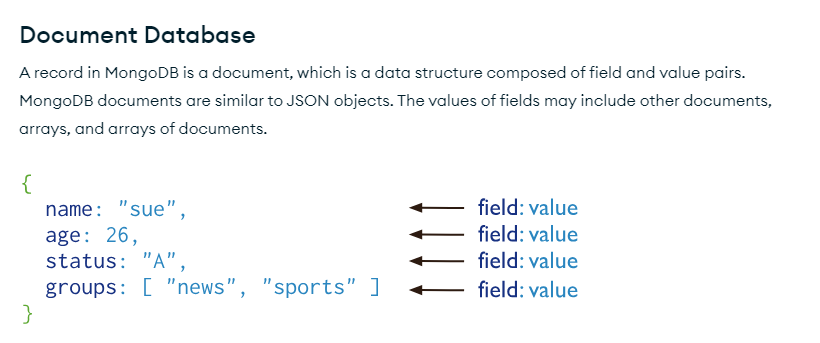 Document Database
A record in MongoDB is a document, which is a data structure composed of field and value pairs.
MongoDB documents are similar to JSON objects. The values of fields may include other documents,
arrays, and arrays of documents.
{
name: "sue", field: value
age: 26, field: value
status: "A", field: value
groups: [ "news", "sports" ] field: value
}